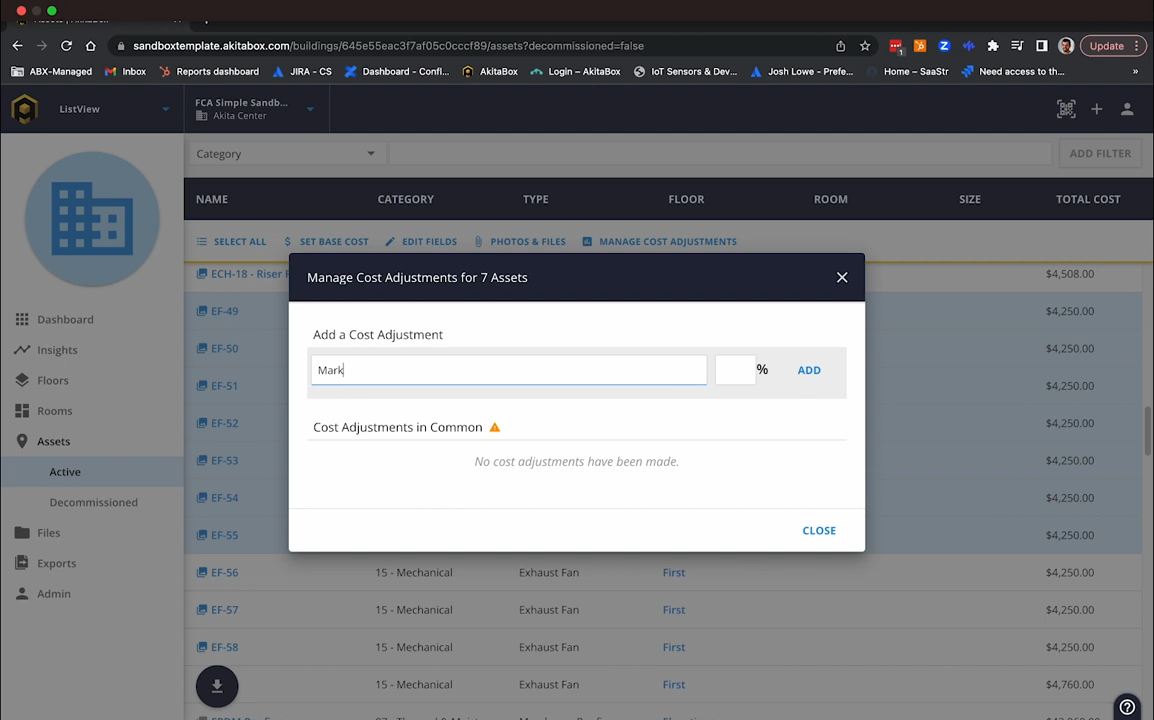 sandboxtemplate.akitabox.com/buildings/645e55eac3f7af05c0cccf89/assets?decommissioned=false
1
Update
ABX-Managed
Inbox
Reports dashboard
JIRA - CS
Dashboard - Confl...
AkitaBox
Login – AkitaBox
IoT Sensors & Dev...
Josh Lowe - Prefe...
Home – SaaStr
Need access to th...
»
ListView
FCA Simple Sandb...
Akita Center
Category
ADD FILTER
NAME CATEGORY TYPE FLOOR ROOM SIZE TOTAL COST
SELECT ALL
$ SET BASE COST
EDIT FIELDS
PHOTOS & FILES
MANAGE COST ADJUSTMENTS
Dashboard
Insights
Floors
Rooms
Assets
Active
Decommissioned
Files
Exports
Admin
ECH-18 - Riser $4,508.00
EF-49 $4,250.00
EF-50 $4,250.00
EF-51 $4,250.00
EF-52 $4,250.00
EF-53 $4,250.00
EF-54 $4,250.00
EF-55 $4,250.00
EF-56 15 - Mechanical Exhaust Fan First $4,250.00
EF-57 15 - Mechanical Exhaust Fan First $4,250.00
EF-58 15 - Mechanical Exhaust Fan First $4,250.00
15 - Mechanical Exhaust Fan First $4,760.00
Manage Cost Adjustments for 7 Assets
Add a Cost Adjustment
Mark
%
ADD
Cost Adjustments in Common
No cost adjustments have been made.
CLOSE